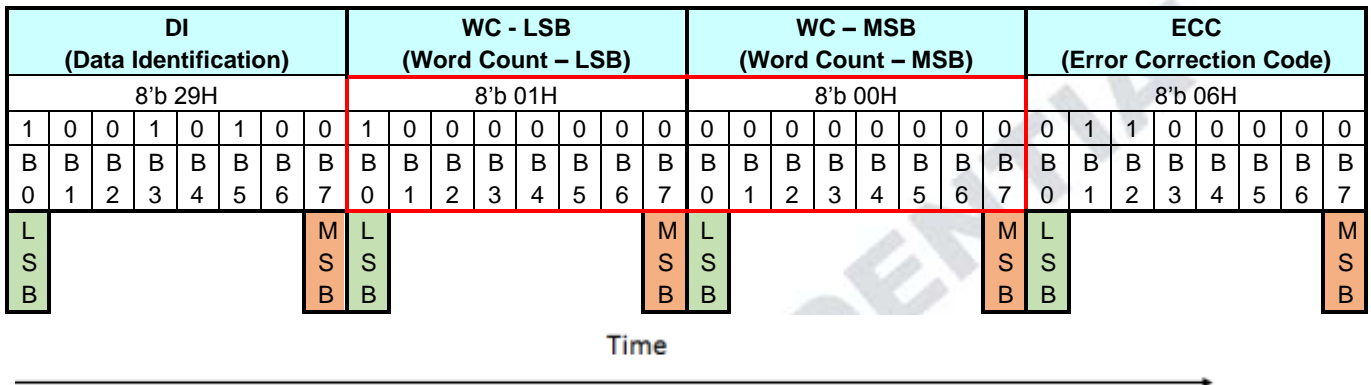 DI WC - LSB WC – MSB ECC
(Data Identification) (Word Count – LSB) (Word Count – MSB) (Error Correction Code)
8’b 29H 8’b 01H 8’b 00H 8’b 06H
1 0 0 1 0 1 0 0 1 0 0 0 0 0 0 0 0 0 0 0 0 0 0 0 0 1 1 0 0 0 0 0
B B B B B B B B B B B B B B B B B B B B B B B B B B B B B B B B
0 1 2 3 4 5 6 7 0 1 2 3 4 5 6 7 0 1 2 3 4 5 6 7 0 1 2 3 4 5 6 7
L M L M L M L M
S S S S S S S S
B B B B B B B B
Time